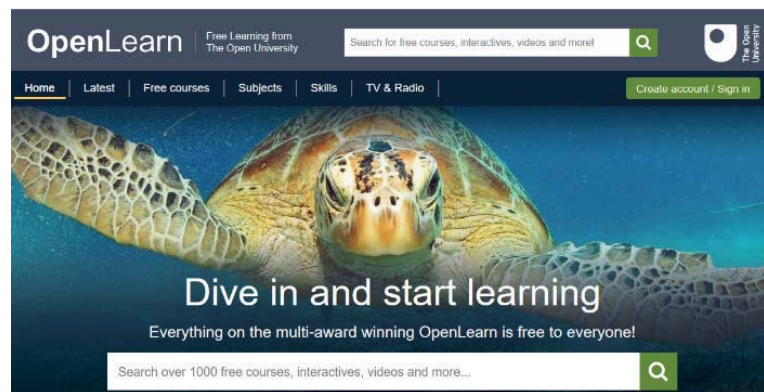 OpenLearn
Free Learning from
The Open University
Search for free courses, interactives, videos and more!
The Open
University
Home Latest Free courses Subjects Skills TV & Radio
Create account / Sign in
Dive in and start learning
Everything on the multi-award winning OpenLearn is free to everyone!
Search over 1000 free courses, interactives, videos and more...